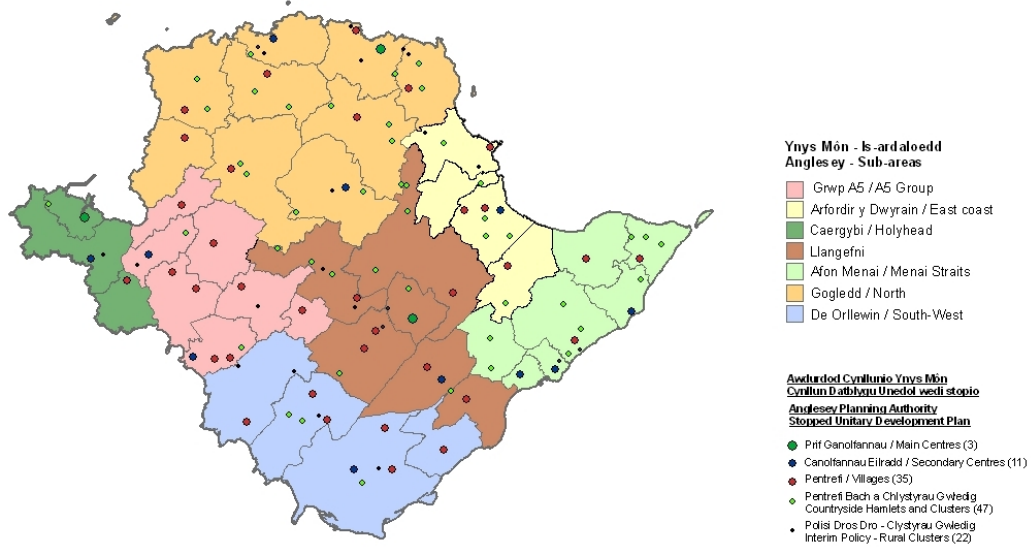 Ynys Môn - Is-ardaloedd
Anglesey - Sub-areas
Grwp A5 / A5 Group
Arfordir y Dwyrain / East coast
Caergybi / Holyhead
Llangefni
Afon Menai / Menai Straits
Gogledd / North
De Orllewin / South-West
Awdurdod Cynllunio Ynys Môn
Cynllun Datblygu Unedol wedi stopio
Anglesey Planning Authority
Stopped Unitary Development Plan
Prif Ganolfannau / Main Centres (3)
Canolfannau Eilradd / Secondary Centres (11)
Pentrefi / Villages (35)
Pentrefi Bach a Chlystyrau Gwledig
Countryside Hamlets and Clusters (47)
Polisi Dros Dro - Clystyrau Gwledig
Interim Policy - Rural Clusters (22)